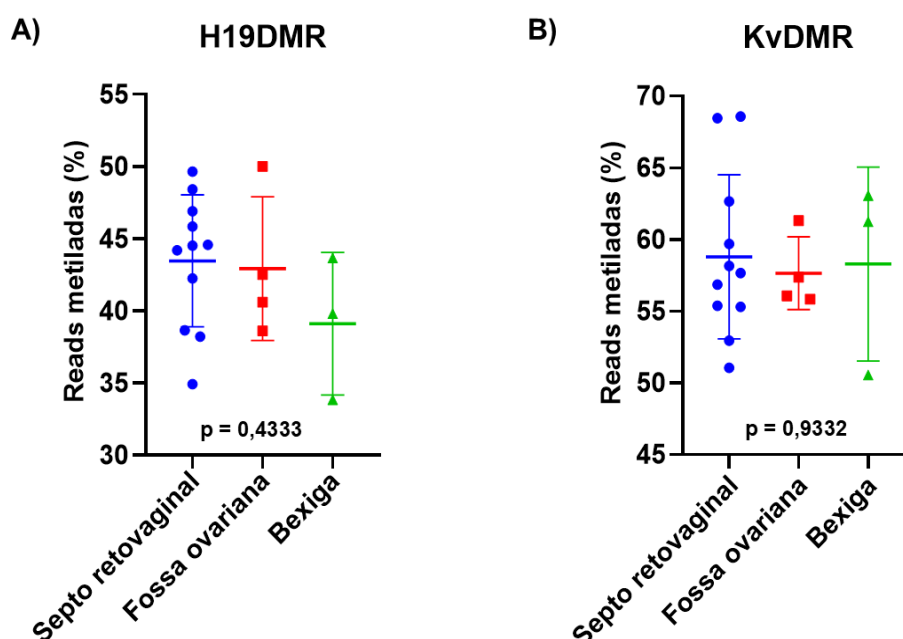 A)
H19DMR
Reads metiladas (%)
55
50
45
40
35
30
p = 0,4333
Septo retovaginal
Fossa ovariana
Bexiga
B)
KvDMR
Reads metiladas (%)
70
65
60
55
50
45
p = 0,9332
Septo retovaginal
Fossa ovariana
Bexiga